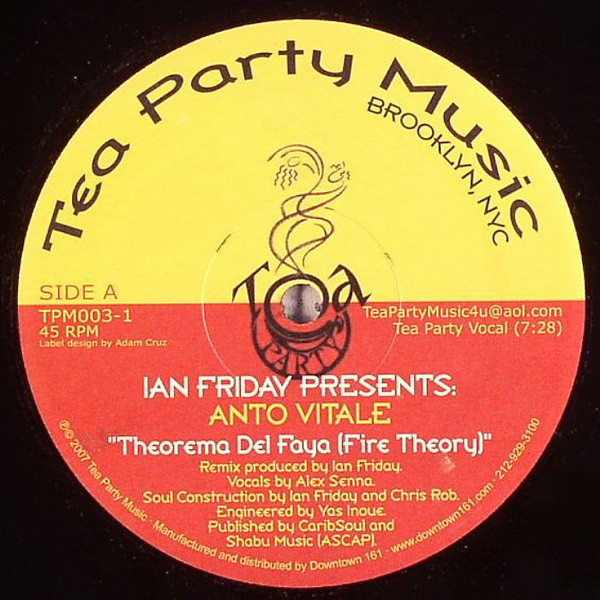 Tea Party Music
BROOKLYN, NYC
Tea
PARTY
SIDE A
TPM003-1
45 RPM
Label design by Adam Cruz
TeaPartyMusic4u@aol.com
Tea Party Vocal (7:28)
IAN FRIDAY PRESENTS:
ANTO VITALE
"Theorema Del Faya (Fire Theory)"
Remix produced by Ian Friday.
Vocals by Alex Senna.
Soul Construction by Ian Friday and Chris Rob.
Engineered by Yas Inoue.
Published by CaribSoul and
Shabu Music (ASCAP).
℗© 2007 Tea Party Music · Manufactured and distributed by Downtown 161 · www.downtown161.com · 212-929-3100